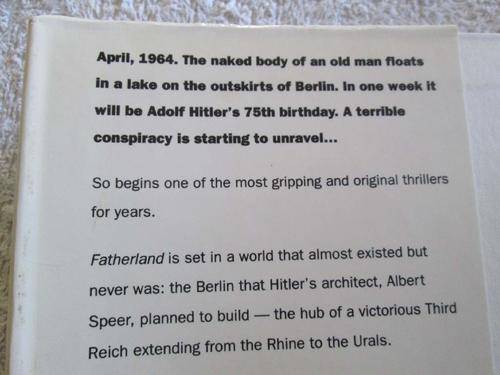 April, 1964. The naked body of an old man floats
in a lake on the outskirts of Berlin. In one week it
will be Adolf Hitler's 75th birthday. A terrible
conspiracy is starting to unravel...
So begins one of the most gripping and original thrillers
for years.
Fatherland is set in a world that almost existed but
never was: the Berlin that Hitler's architect, Albert
Speer, planned to build — the hub of a victorious Third
Reich extending from the Rhine to the Urals.